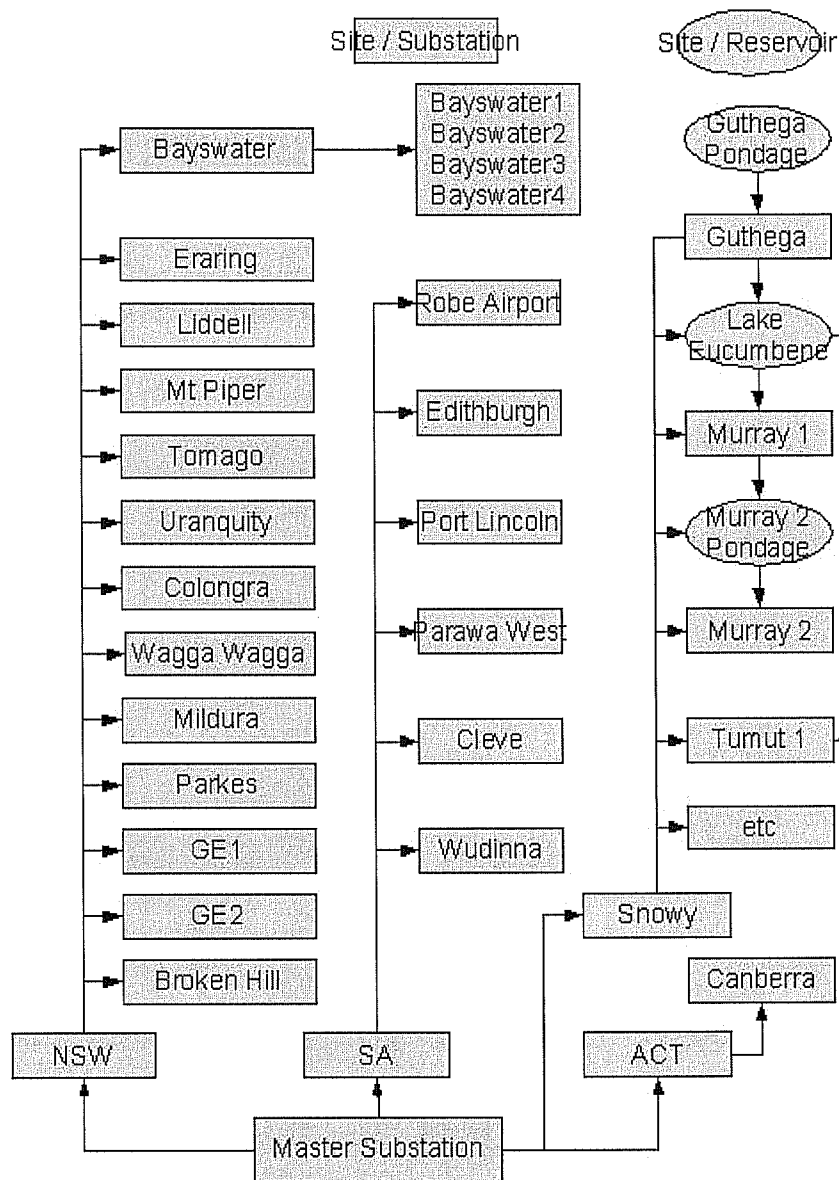 Site / Substation
Site / Reservoir
Bayswater
Bayswater1
Bayswater2
Bayswater3
Bayswater4
Guthega
Pondage
Guthega
Eraring
Robe Airport
Liddell
Lake
Eucumbene
Mt Piper
Edithburgh
Murray 1
Tomago
Uranquity
Port Lincoln
Murray 2
Pondage
Colongra
Wagga Wagga
Parawa West
Murray 2
Mildura
Cleve
Tumut 1
Parkes
etc
GE1
Wudinna
GE2
Snowy
Broken Hill
Canberra
NSW
SA
ACT
Master Substation